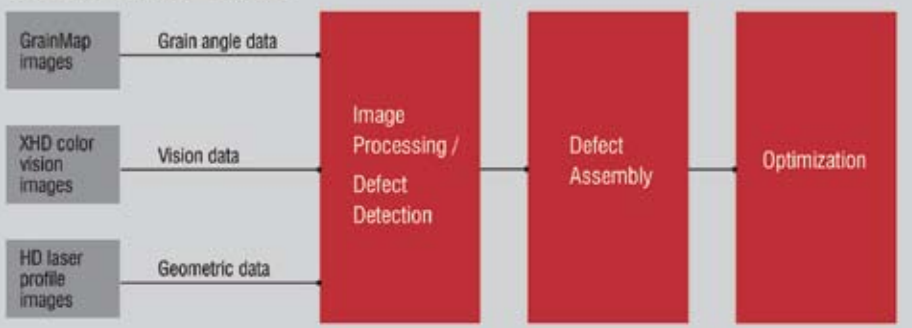 GrainMap
images
Grain angle data
XHD color
vision
images
Vision data
HD laser
profile
images
Geometric data
Image
Processing /
Defect
Detection
Defect
Assembly
Optimization